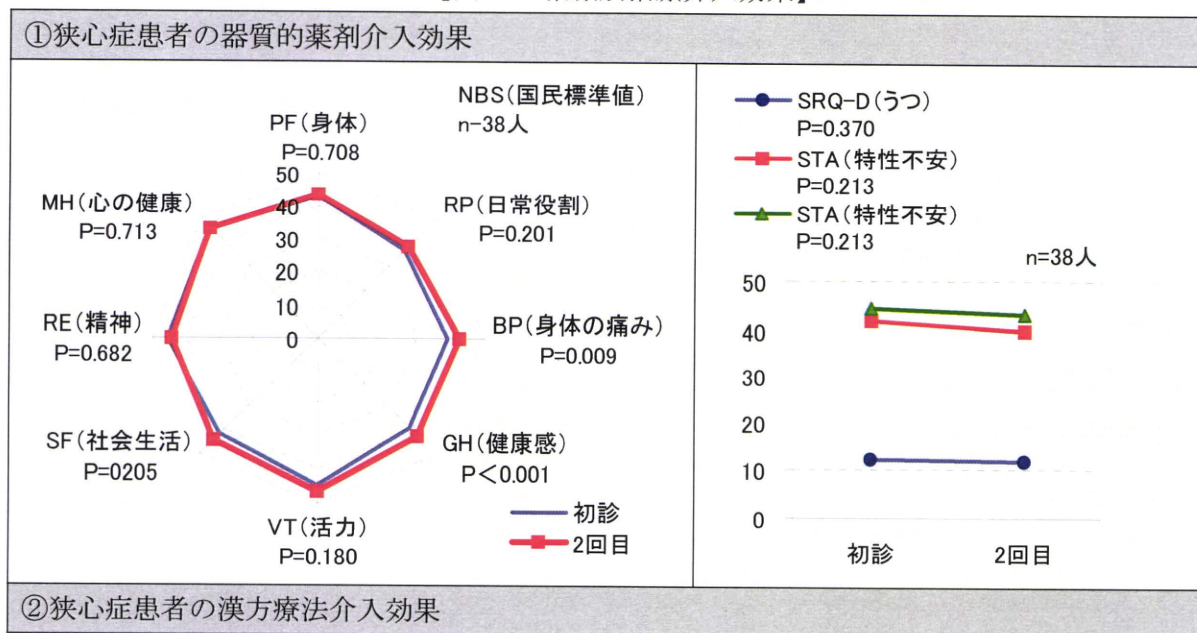 ①狭心症患者の器質的薬剤介入効果
NBS(国民標準値)
n-38人
PF(身体)
P=0.708
MH(心の健康)
P=0.713
RP(日常役割)
P=0.201
RE(精神)
P=0.682
BP(身体の痛み)
P=0.009
SF(社会生活)
P=0205
GH(健康感)
P<0.001
VT(活力)
P=0.180
50
40
30
20
10
0
初診
2回目
SRQ-D(うつ)
P=0.370
STA(特性不安)
P=0.213
STA(特性不安)
P=0.213
n=38人
50
40
30
20
10
0
初診 2回目
②狭心症患者の漢方療法介入効果